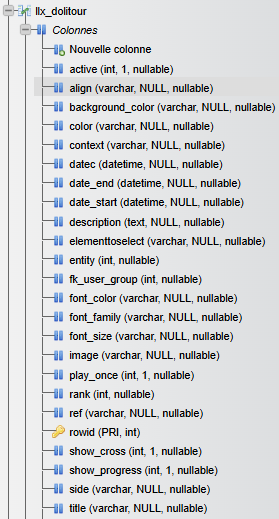 llx_dolitour
Colonnes
Nouvelle colonne
active (int, 1, nullable)
align (varchar, NULL, nullable)
background_color (varchar, NULL, nullable)
color (varchar, NULL, nullable)
context (varchar, NULL, nullable)
datec (datetime, NULL, nullable)
date_end (datetime, NULL, nullable)
date_start (datetime, NULL, nullable)
description (text, NULL, nullable)
elementtoselect (varchar, NULL, nullable)
entity (int, nullable)
fk_user_group (int, nullable)
font_color (varchar, NULL, nullable)
font_family (varchar, NULL, nullable)
font_size (varchar, NULL, nullable)
image (varchar, NULL, nullable)
play_once (int, 1, nullable)
rank (int, nullable)
ref (varchar, NULL, nullable)
rowid (PRI, int)
show_cross (int, 1, nullable)
show_progress (int, 1, nullable)
side (varchar, NULL, nullable)
title (varchar, NULL, nullable)